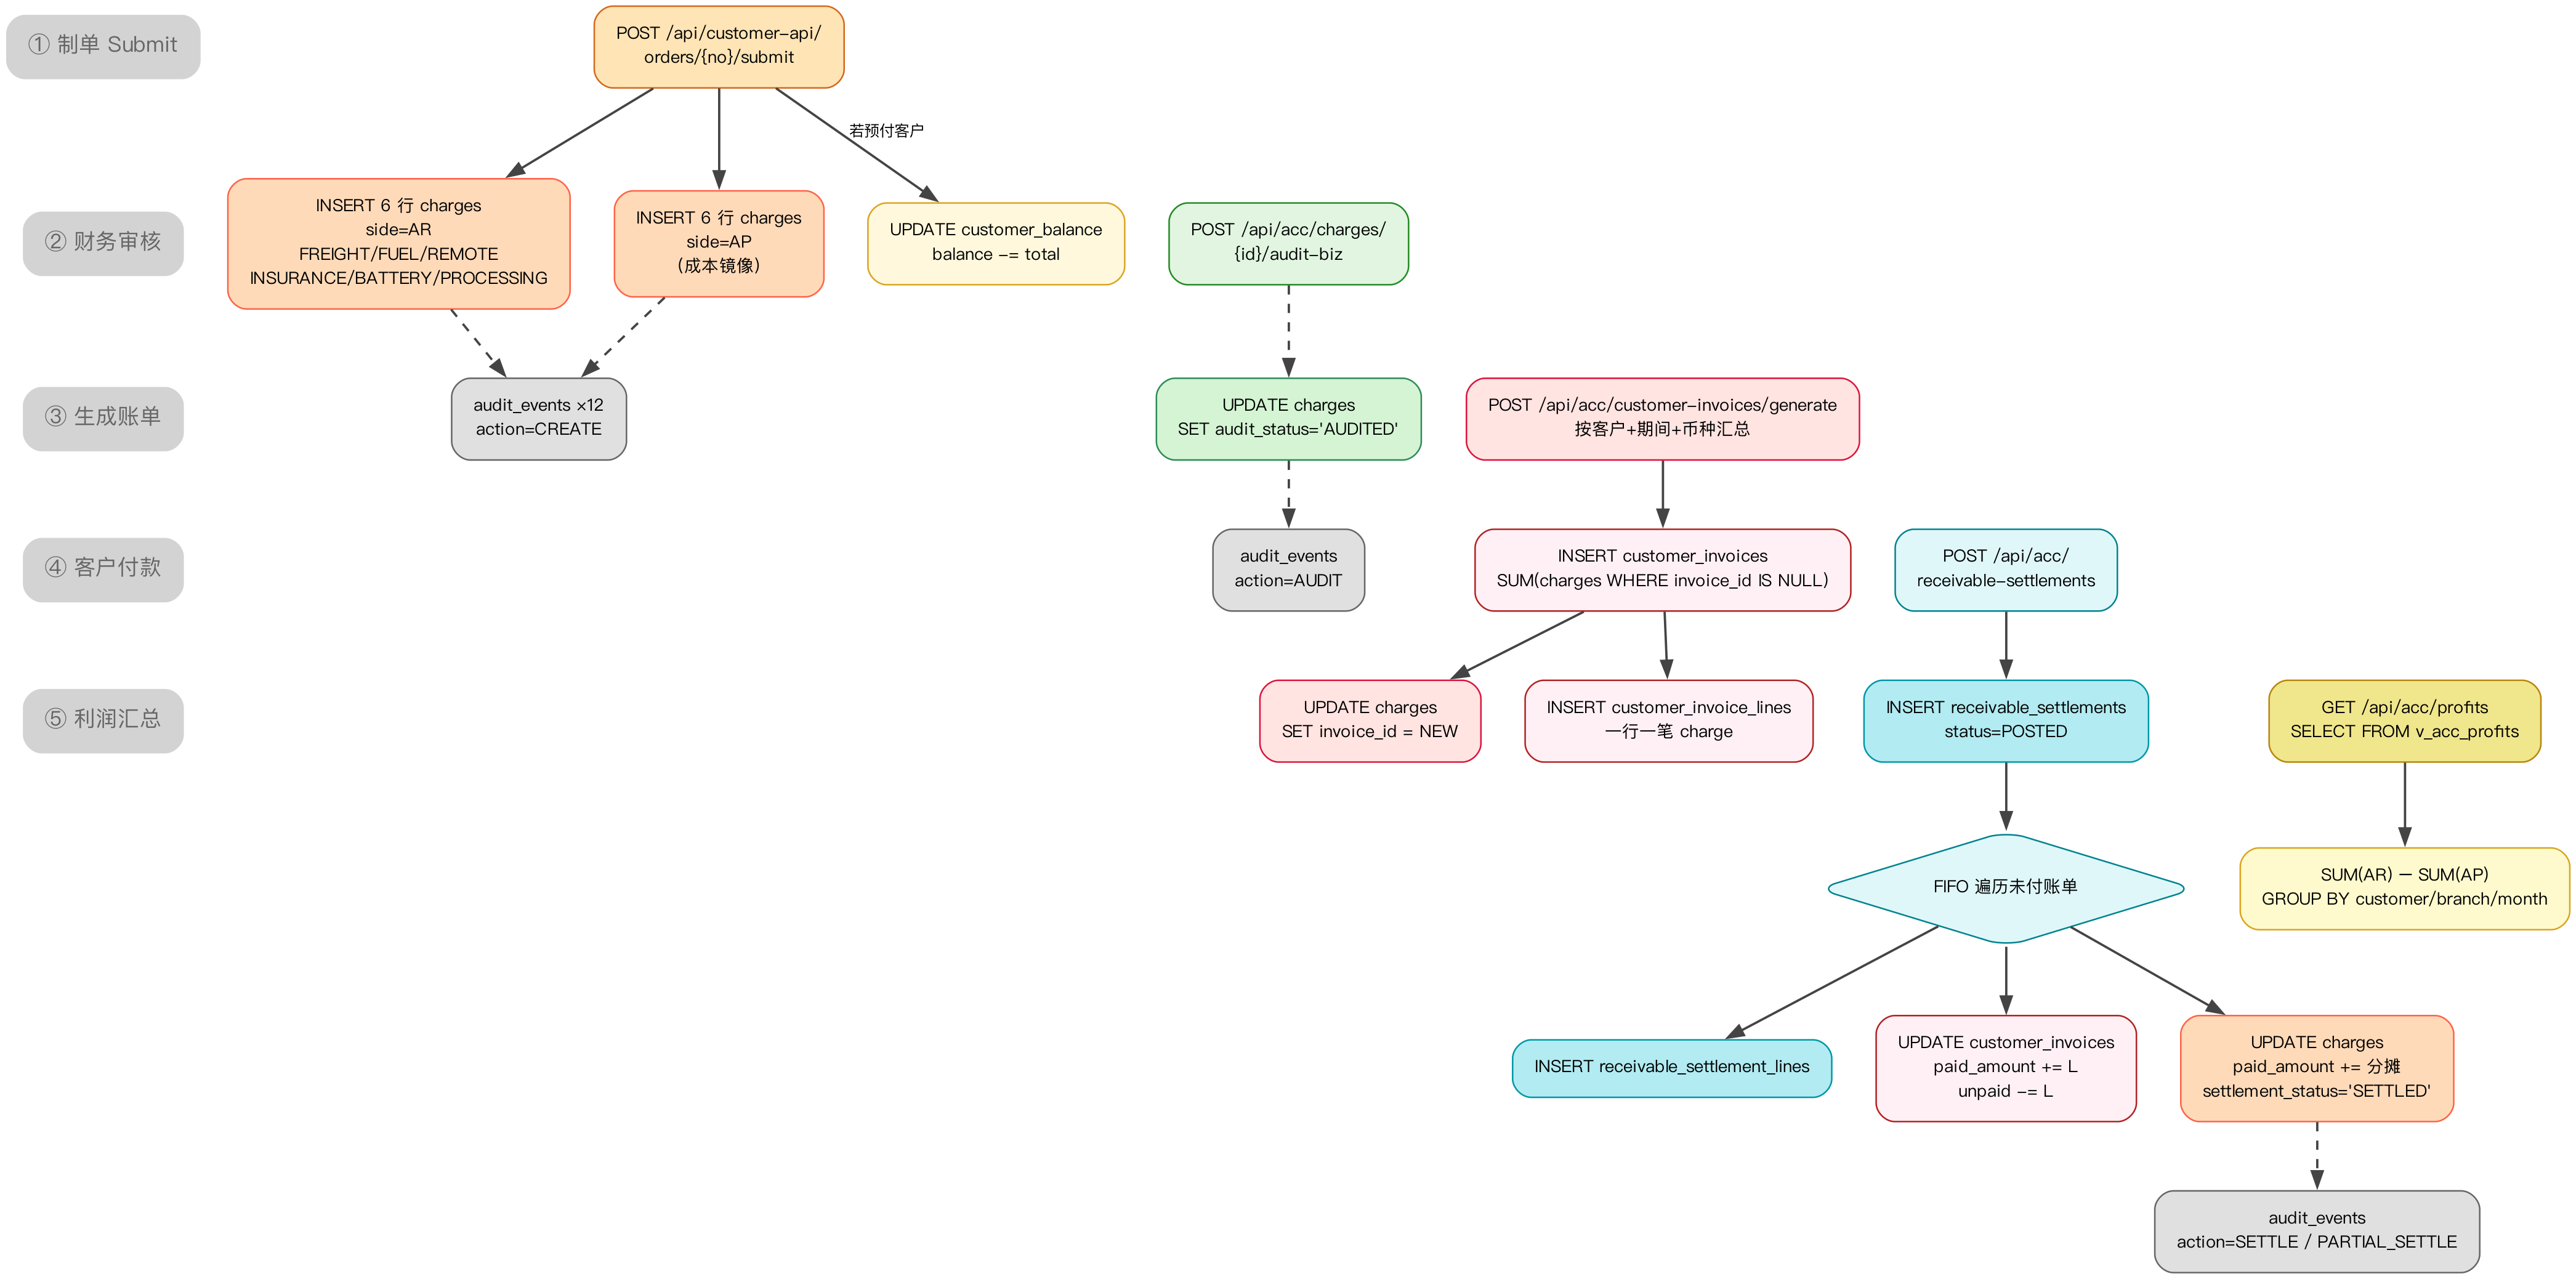 ① 制单 Submit
POST /api/customer-api/
orders/{no}/submit
若预付客户
② 财务审核
INSERT 6 行 charges
side=AR
FREIGHT/FUEL/REMOTE
INSURANCE/BATTERY/PROCESSING
INSERT 6 行 charges
side=AP
(成本镜像)
UPDATE customer_balance
balance -= total
POST /api/acc/charges/
{id}/audit-biz
③ 生成账单
audit_events ×12
action=CREATE
UPDATE charges
SET audit_status='AUDITED'
POST /api/acc/customer-invoices/generate
按客户+期间+币种汇总
④ 客户付款
audit_events
action=AUDIT
INSERT customer_invoices
SUM(charges WHERE invoice_id IS NULL)
POST /api/acc/
receivable-settlements
⑤ 利润汇总
UPDATE charges
SET invoice_id = NEW
INSERT customer_invoice_lines
一行一笔 charge
INSERT receivable_settlements
status=POSTED
GET /api/acc/profits
SELECT FROM v_acc_profits
FIFO 遍历未付账单
SUM(AR) − SUM(AP)
GROUP BY customer/branch/month
INSERT receivable_settlement_lines
UPDATE customer_invoices
paid_amount += L
unpaid -= L
UPDATE charges
paid_amount += 分摊
settlement_status='SETTLED'
audit_events
action=SETTLE / PARTIAL_SETTLE